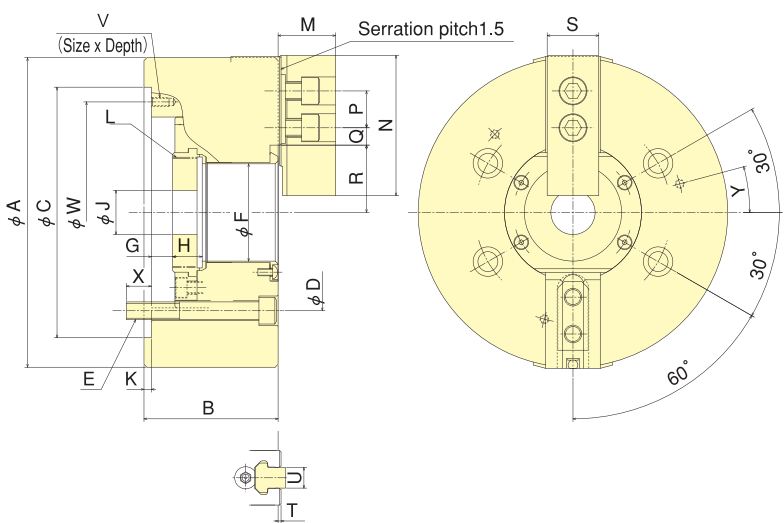 V
(Size x Depth)
M
Serration pitch1.5
S
L
P
Q
N
R
φA
φC
φW
φJ
φF
G
H
X
φD
E
K
B
30°
Y
30°
60°
U
T